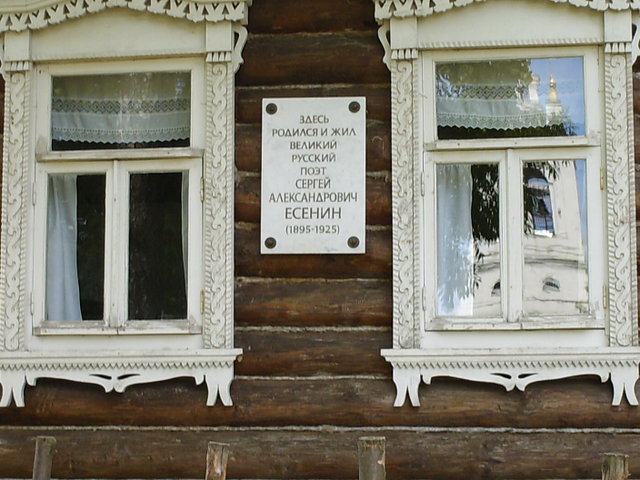 ЗДЕСЬ
РОДИЛСЯ И ЖИЛ
ВЕЛИКИЙ
РУССКИЙ
ПОЭТ
СЕРГЕЙ
АЛЕКСАНДРОВИЧ
ЕСЕНИН
(1895-1925)